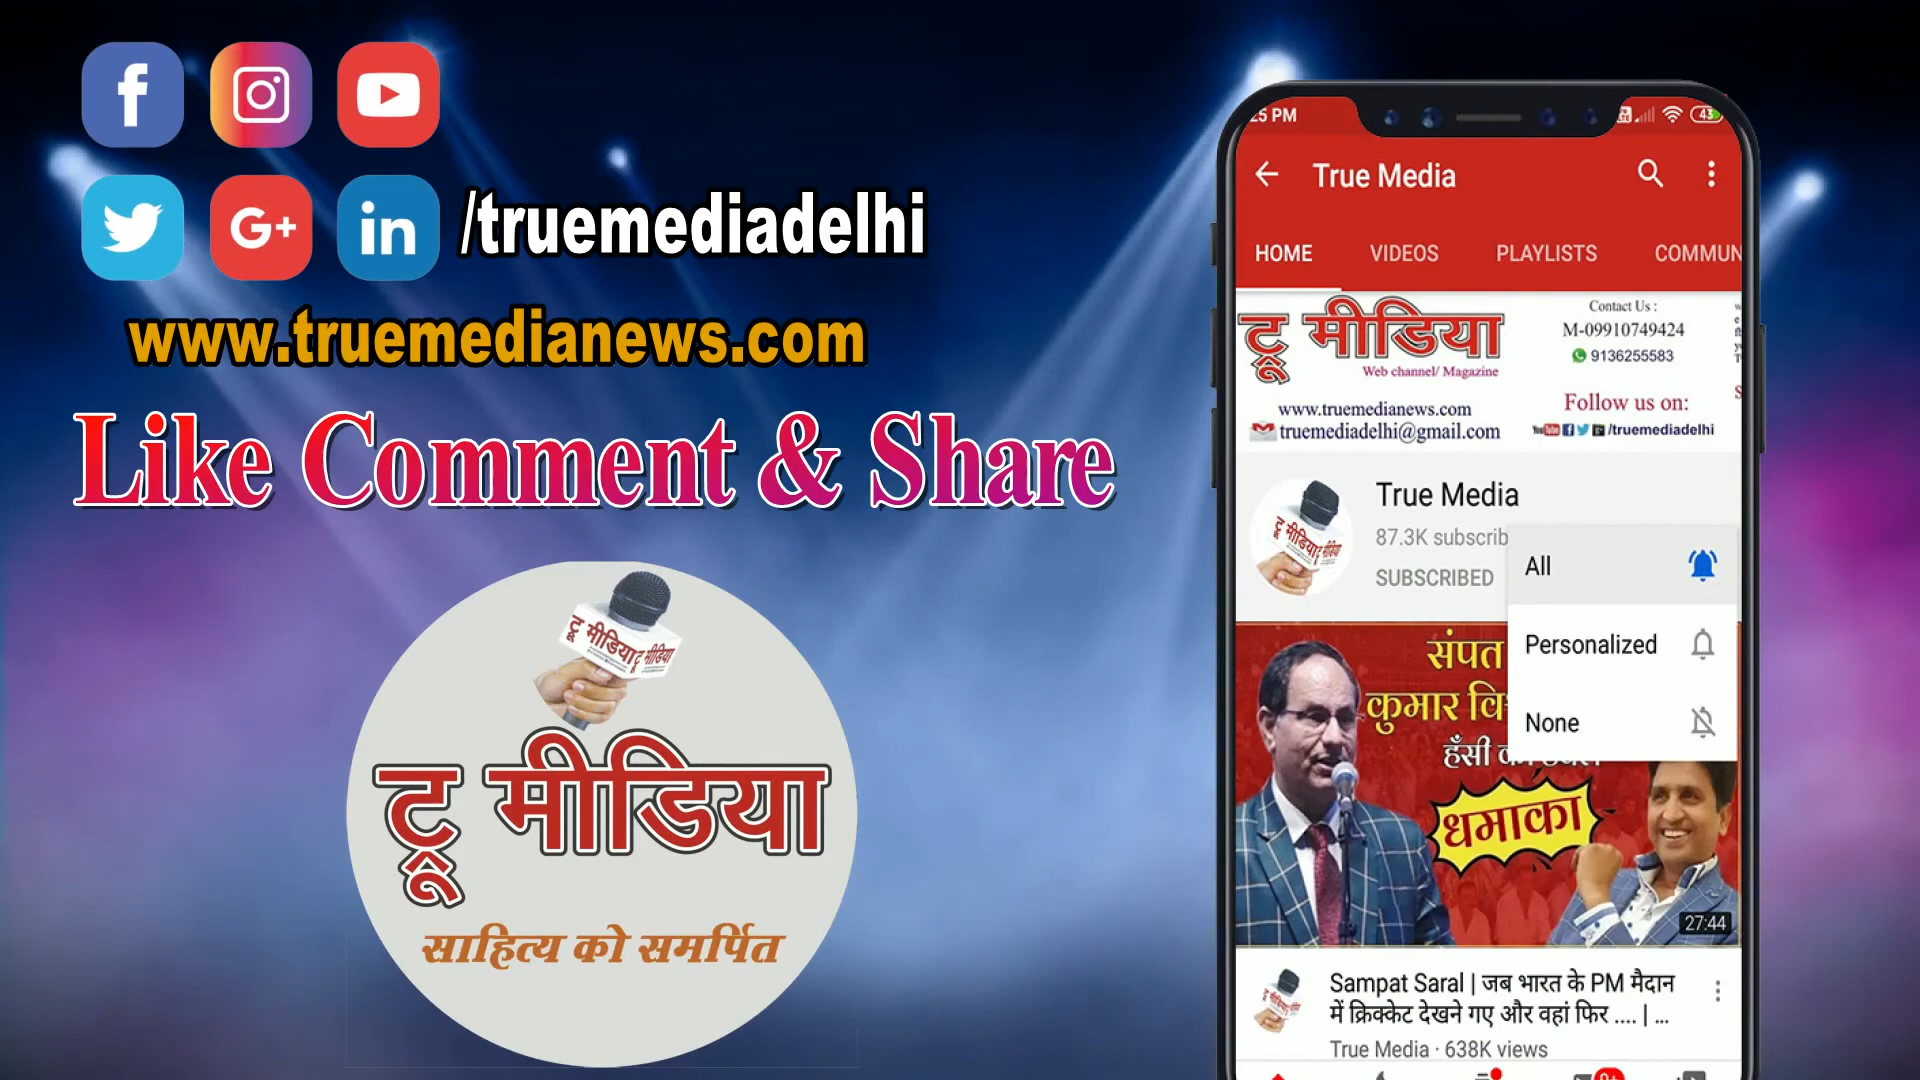 /truemediadelhi
www.truemedianews.com
Like Comment & Share
ट्रू मीडिया ट्रू मीडिया
ट्रू मीडिया
साहित्य को समर्पित
25 PM
43
True Media
HOME VIDEOS PLAYLISTS COMMUN
ट्रू मीडिया
Web channel/ Magazine
www.truemedianews.com
truemediadelhi@gmail.com
Contact Us :
M-09910749424
9136255583
Follow us on:
/truemediadelhi
True Media
87.3K subscrib
SUBSCRIBED
All
Personalized
None
संपत
कुमार
हँसी
धमाका
27:44
Sampat Saral | जब भारत के PM मैदान
में क्रिक्केट देखने गए और वहां फिर .... | ...
True Media · 638K views